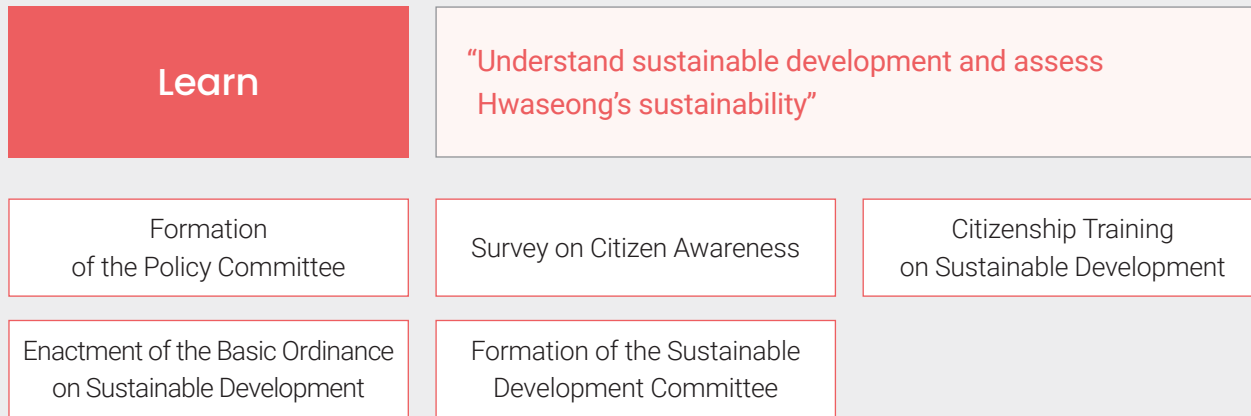 Learn
“Understand sustainable development and assess
Hwaseong’s sustainability”
Formation
of the Policy Committee
Survey on Citizen Awareness
Citizenship Training
on Sustainable Development
Enactment of the Basic Ordinance
on Sustainable Development
Formation of the Sustainable
Development Committee